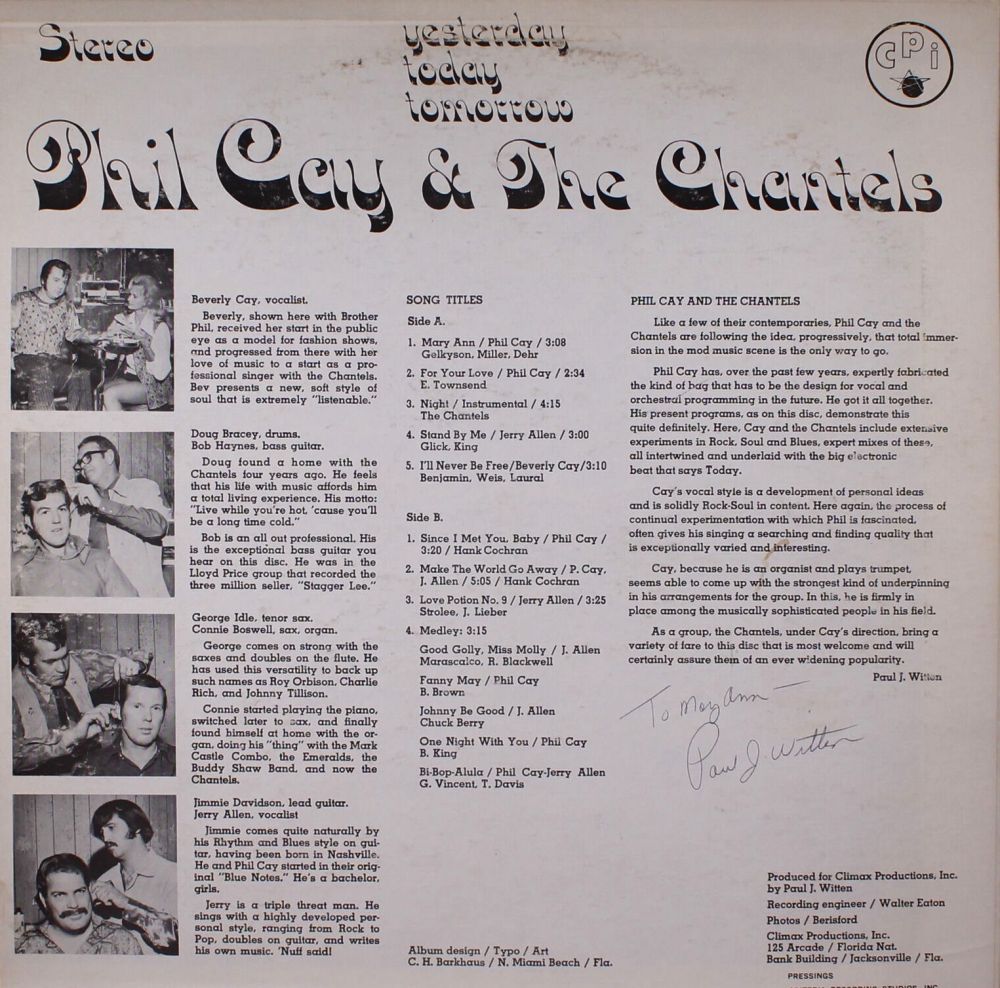 Stereo
yesterday
today
tomorrow
cpi
Phil Cay & The Chantels
Beverly Cay, vocalist.
Beverly, shown here with Brother
Phil, received her start in the public
eye as a model for fashion shows,
and progressed from there with her
love of music to a start as a pro-
fessional singer with the Chantels.
Bev presents a new, soft style of
soul that is extremely "listenable."
Doug Bracey, drums.
Bob Haynes, bass guitar.
Doug found a home with the
Chantels four years ago. He feels
that his life with music affords him
a total living experience. His motto:
"Live while you're hot, 'cause you'll
be a long time cold."
Bob is an all out professional. His
is the exceptional bass guitar you
hear on this disc. He was in the
Lloyd Price group that recorded the
three million seller, "Stagger Lee."
George Idle, tenor sax.
Connie Boswell, sax, organ.
George comes on strong with the
saxes and doubles on the flute. He
has used this versatility to back up
such names as Roy Orbison, Charlie
Rich, and Johnny Tillison.
Connie started playing the piano,
switched later to sax, and finally
found himself at home with the or-
gan, doing his "thing" with the Mark
Castle Combo, the Emeralds, the
Buddy Shaw Band, and now the
Chantels.
Jimmie Davidson, lead guitar.
Jerry Allen, vocalist
Jimmie comes quite naturally by
his Rhythm and Blues style on gui-
tar, having been born in Nashville.
He and Phil Cay started in their orig-
inal "Blue Notes." He's a bachelor,
girls.
Jerry is a triple threat man. He
sings with a highly developed per-
sonal style, ranging from Rock to
Pop, doubles on guitar, and writes
his own music. 'Nuff said!
SONG TITLES
Side A.
1. Mary Ann / Phil Cay / 3:08
Gelkyson, Miller, Dehr
2. For Your Love / Phil Cay / 2:34
E. Townsend
3. Night / Instrumental / 4:15
The Chantels
4. Stand By Me / Jerry Allen / 3:00
Glick, King
5. I'll Never Be Free/Beverly Cay/3:10
Benjamin, Weis, Laural
Side B.
1. Since I Met You, Baby / Phil Cay /
3:20 / Hank Cochran
2. Make The World Go Away / P. Cay,
J. Allen / 5:05 / Hank Cochran
3. Love Potion No. 9 / Jerry Allen / 3:25
Strolee, J. Lieber
4. Medley: 3:15
Good Golly, Miss Molly / J. Allen
Marascalco, R. Blackwell
Fanny May / Phil Cay
B. Brown
Johnny Be Good / J. Allen
Chuck Berry
One Night With You / Phil Cay
B. King
Bi-Bop-Alula / Phil Cay-Jerry Allen
G. Vincent, T. Davis
Album design / Typo / Art
C. H. Barkhaus / N. Miami Beach / Fla.
PHIL CAY AND THE CHANTELS
Like a few of their contemporaries, Phil Cay and the
Chantels are following the idea, progressively, that total immer-
sion in the mod music scene is the only way to go.
Phil Cay has, over the past few years, expertly fabricated
the kind of bag that has to be the design for vocal and
orchestral programming in the future. He got it all together.
His present programs, as on this disc, demonstrate this
quite definitely. Here, Cay and the Chantels include extensive
experiments in Rock, Soul and Blues, expert mixes of these,
all intertwined and underlaid with the big electronic
beat that says Today.
Cay's vocal style is a development of personal ideas
and is solidly Rock-Soul in content. Here again, the process of
continual experimentation with which Phil is fascinated,
often gives his singing a searching and finding quality that
is exceptionally varied and interesting.
Cay, because he is an organist and plays trumpet,
seems able to come up with the strongest kind of underpinning
in his arrangements for the group. In this, he is firmly in
place among the musically sophisticated people in his field.
As a group, the Chantels, under Cay's direction, bring a
variety of fare to this disc that is most welcome and will
certainly assure them of an ever widening popularity.
Paul J. Witten
To Mary Ann —
Paul J. Witten
Produced for Climax Productions, Inc.
by Paul J. Witten
Recording engineer / Walter Eaton
Photos / Berisford
Climax Productions, Inc.
125 Arcade / Florida Nat.
Bank Building / Jacksonville / Fla.
PRESSINGS